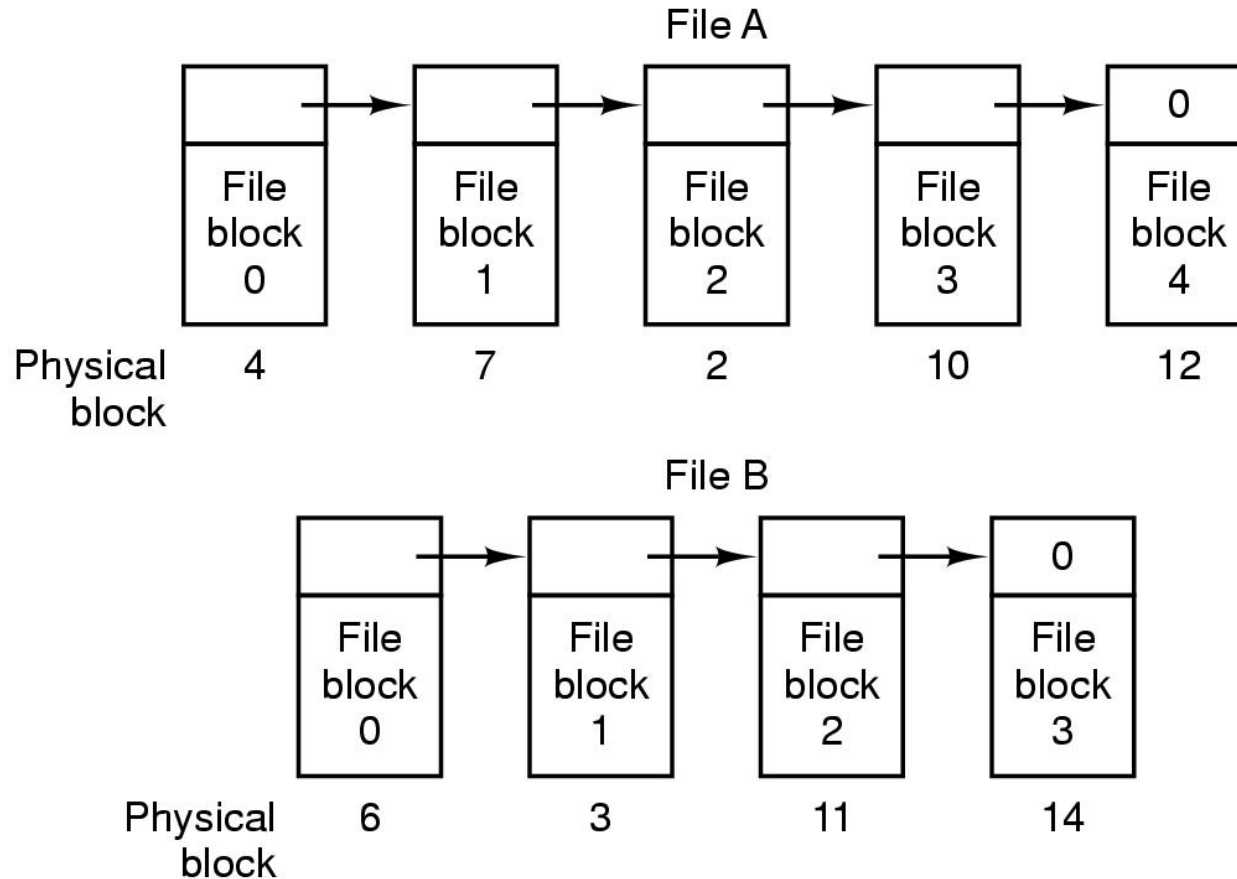 File A
0
File File File File File
block block block block block
0 1 2 3 4
Physical 4 7 2 10 12
block
File B
0
File File File File
block block block block
0 1 2 3
Physical 6 3 11 14
block